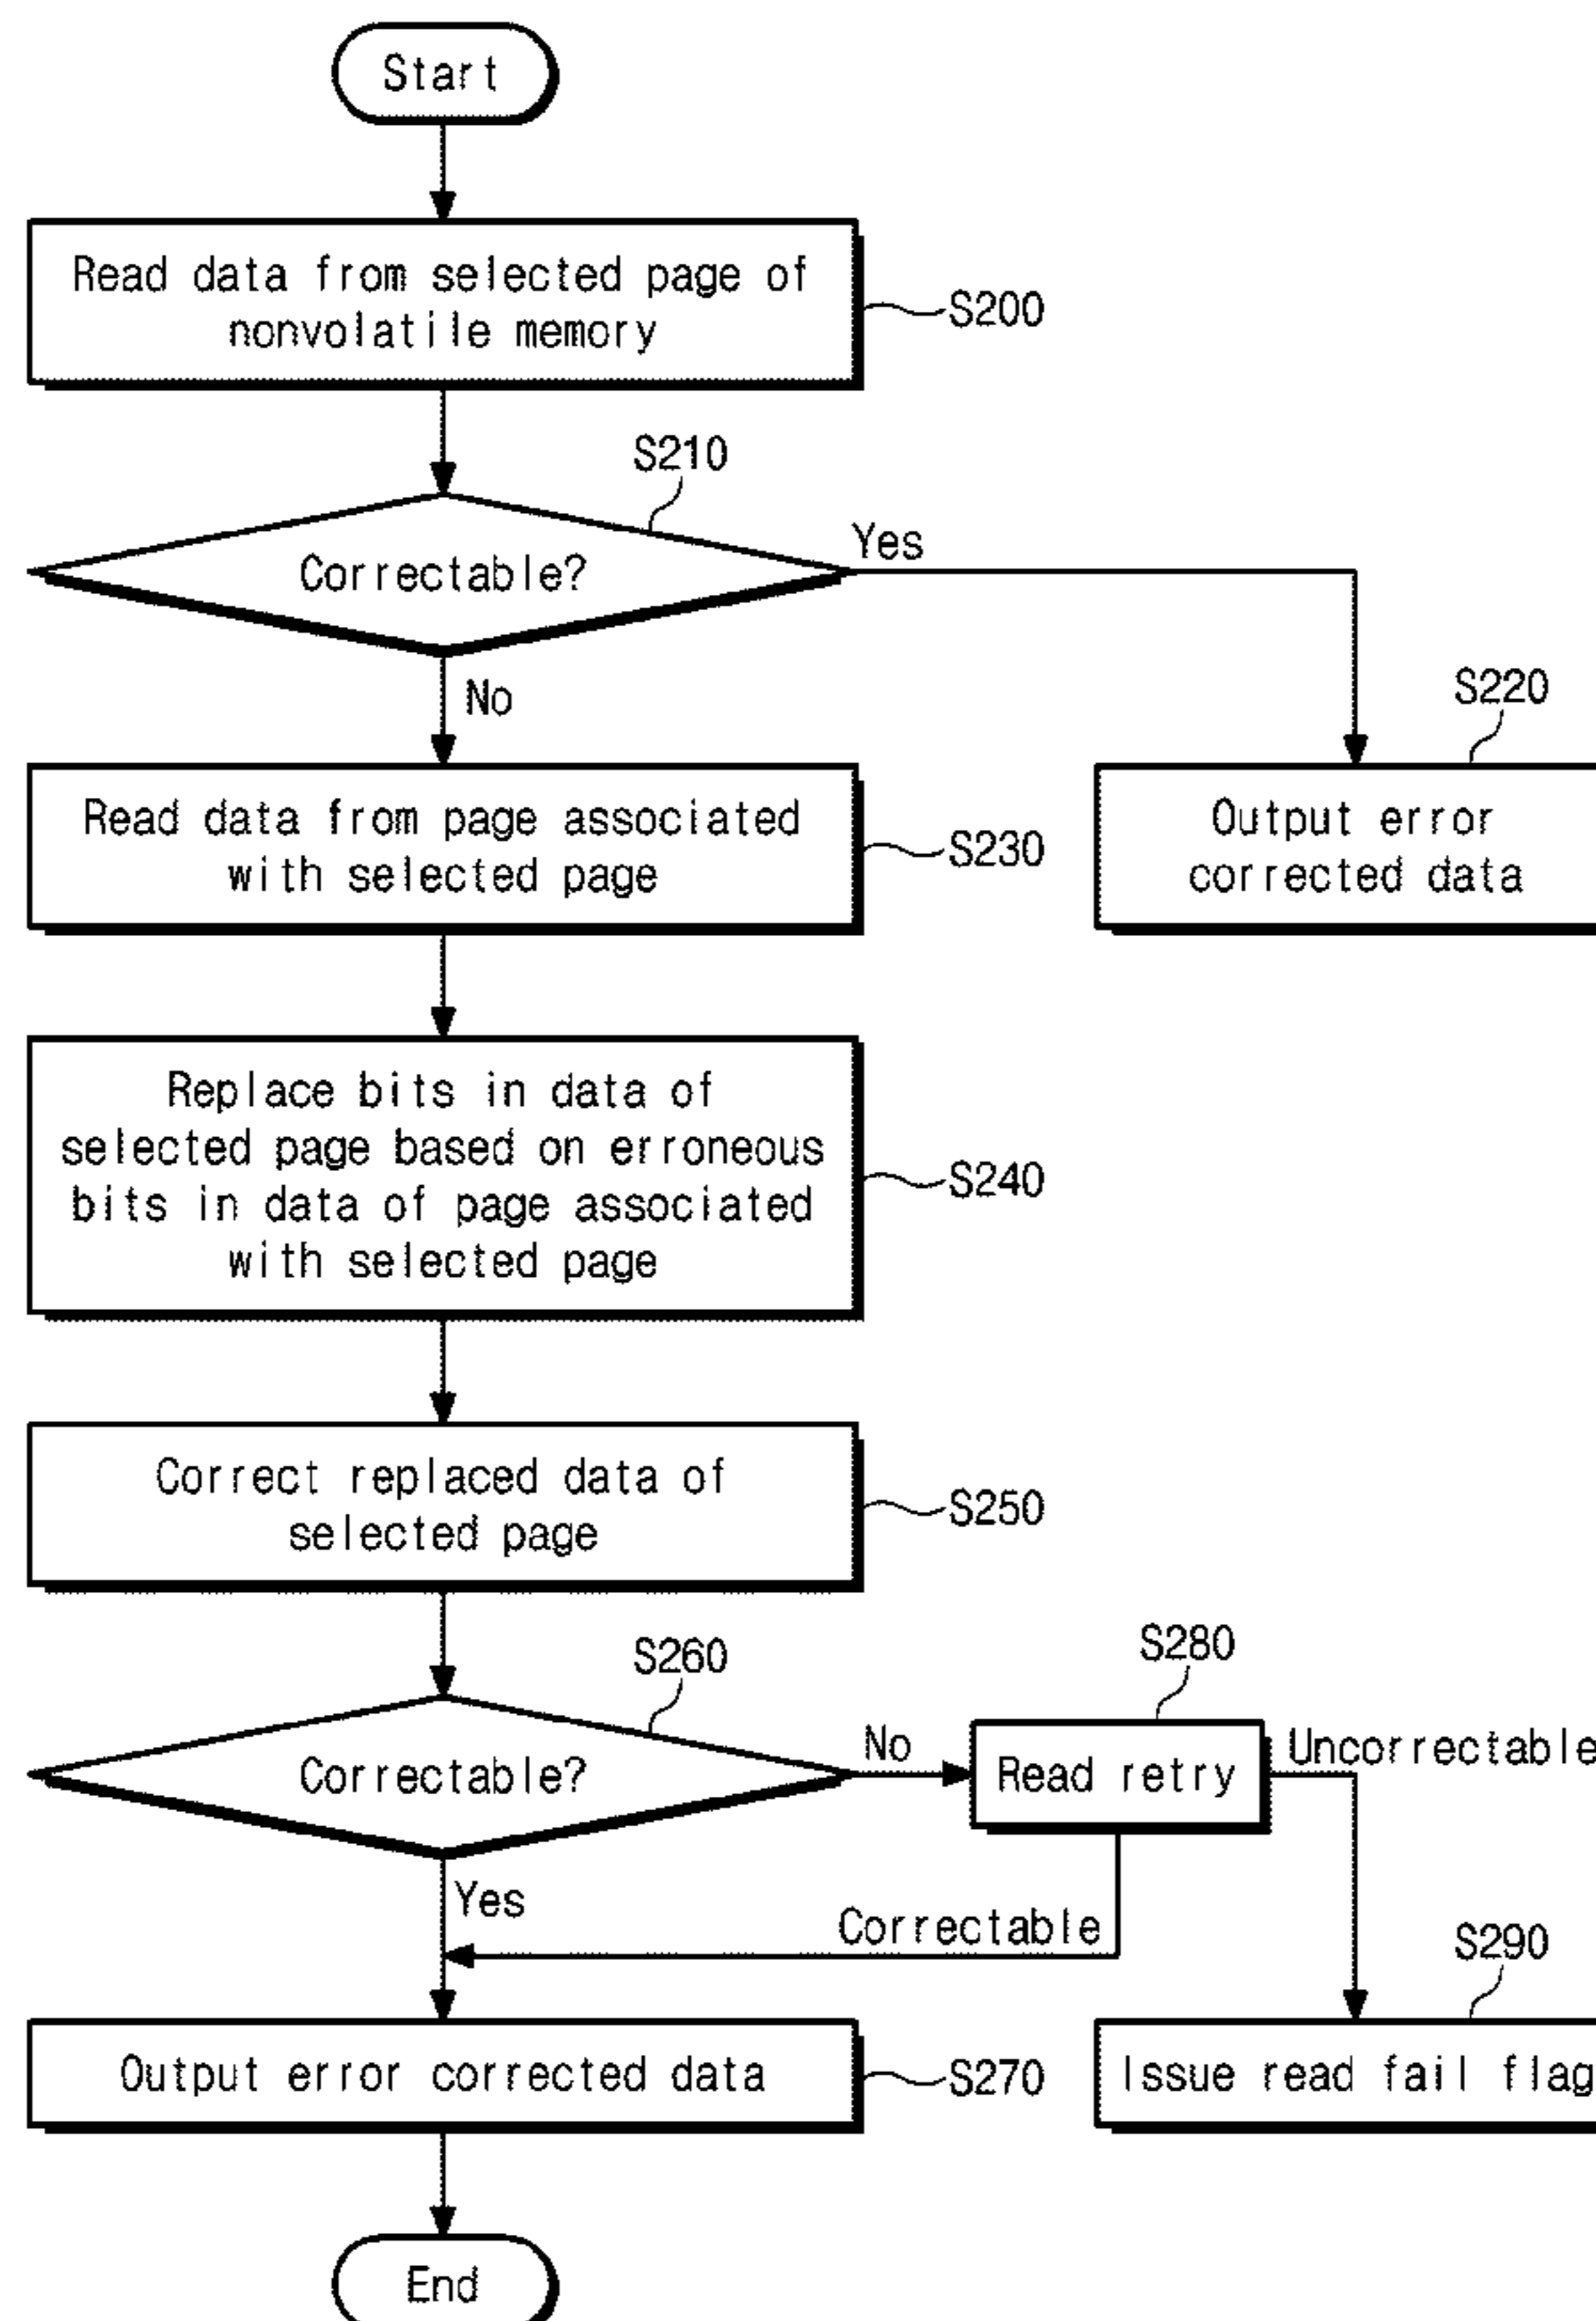 Start
Read data from selected page of
nonvolatile memory
S200
S210
Correctable?
Yes
No
S220
Output error
corrected data
Read data from page associated
with selected page
S230
Replace bits in data of
selected page based on erroneous
bits in data of page associated
with selected page
S240
Correct replaced data of
selected page
S250
S260
Correctable?
No
S280
Read retry
Uncorrectable
Yes
Correctable
S290
Output error corrected data
S270
Issue read fail flag
End